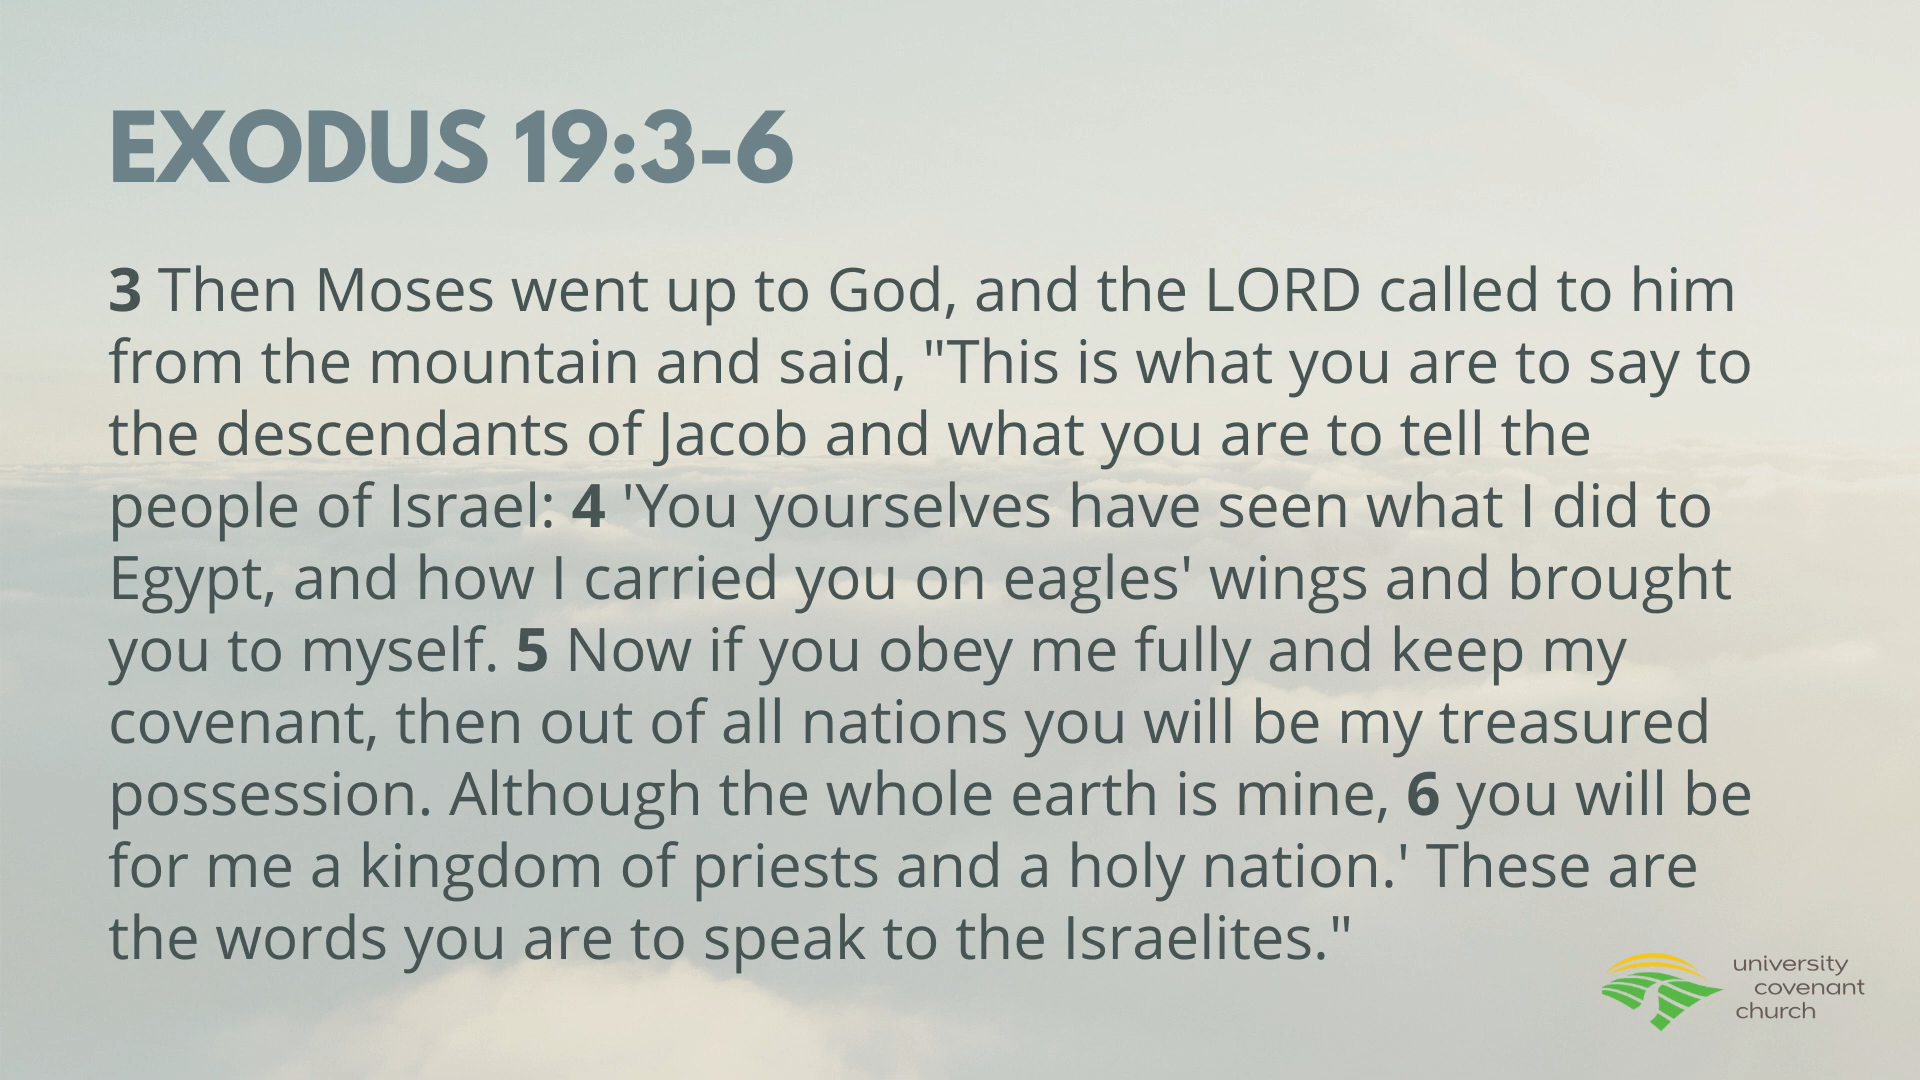 EXODUS 19:3-6
3 Then Moses went up to God, and the LORD called to him
from the mountain and said, "This is what you are to say to
the descendants of Jacob and what you are to tell the
people of Israel: 4 'You yourselves have seen what I did to
Egypt, and how I carried you on eagles' wings and brought
you to myself. 5 Now if you obey me fully and keep my
covenant, then out of all nations you will be my treasured
possession. Although the whole earth is mine, 6 you will be
for me a kingdom of priests and a holy nation.' These are
the words you are to speak to the Israelites."
university
covenant
church